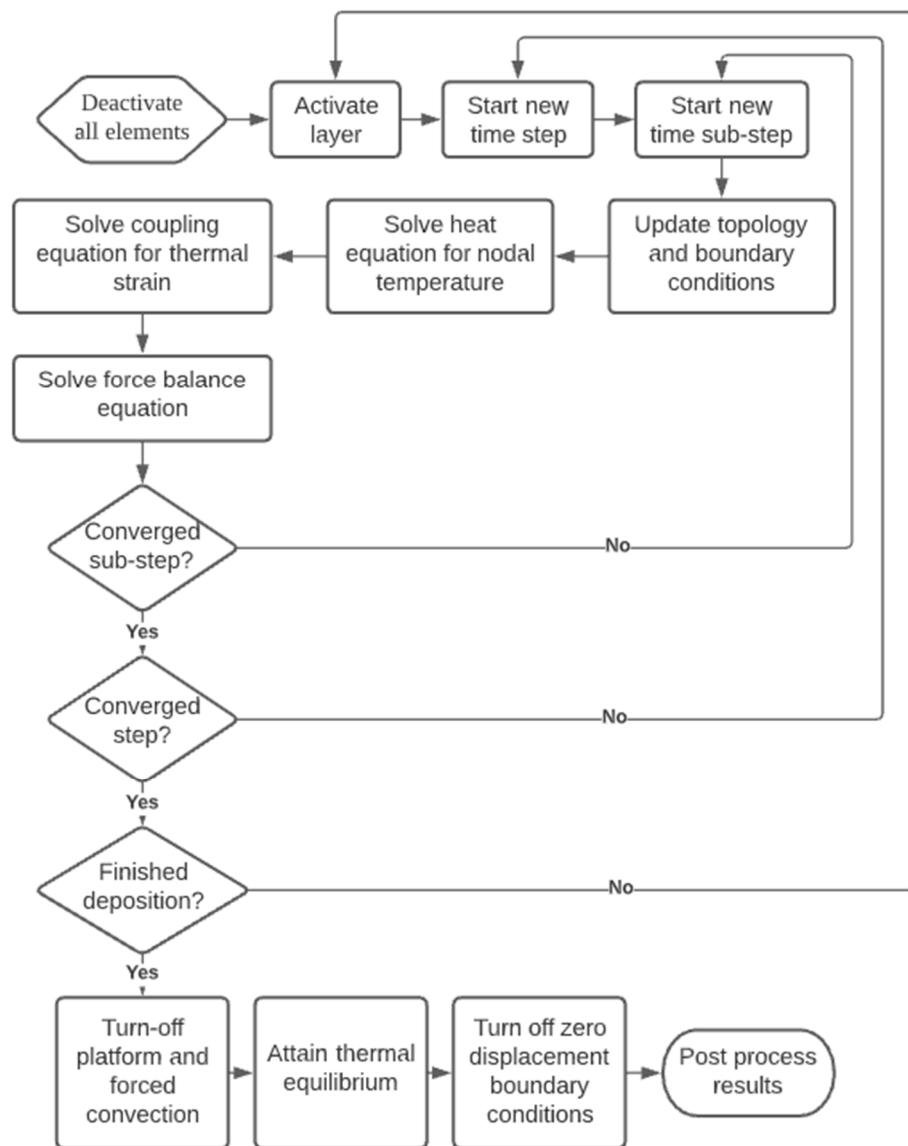 Deactivate
all elements
Activate
layer
Start new
time step
Start new
time sub-step
Update topology
and boundary
conditions
Solve heat
equation for nodal
temperature
Solve coupling
equation for thermal
strain
Solve force balance
equation
Converged
sub-step?
No
Yes
Converged
step?
No
Yes
Finished
deposition?
No
Yes
Turn-off
platform and
forced
convection
Attain thermal
equilibrium
Turn off zero
displacement
boundary
conditions
Post process
results